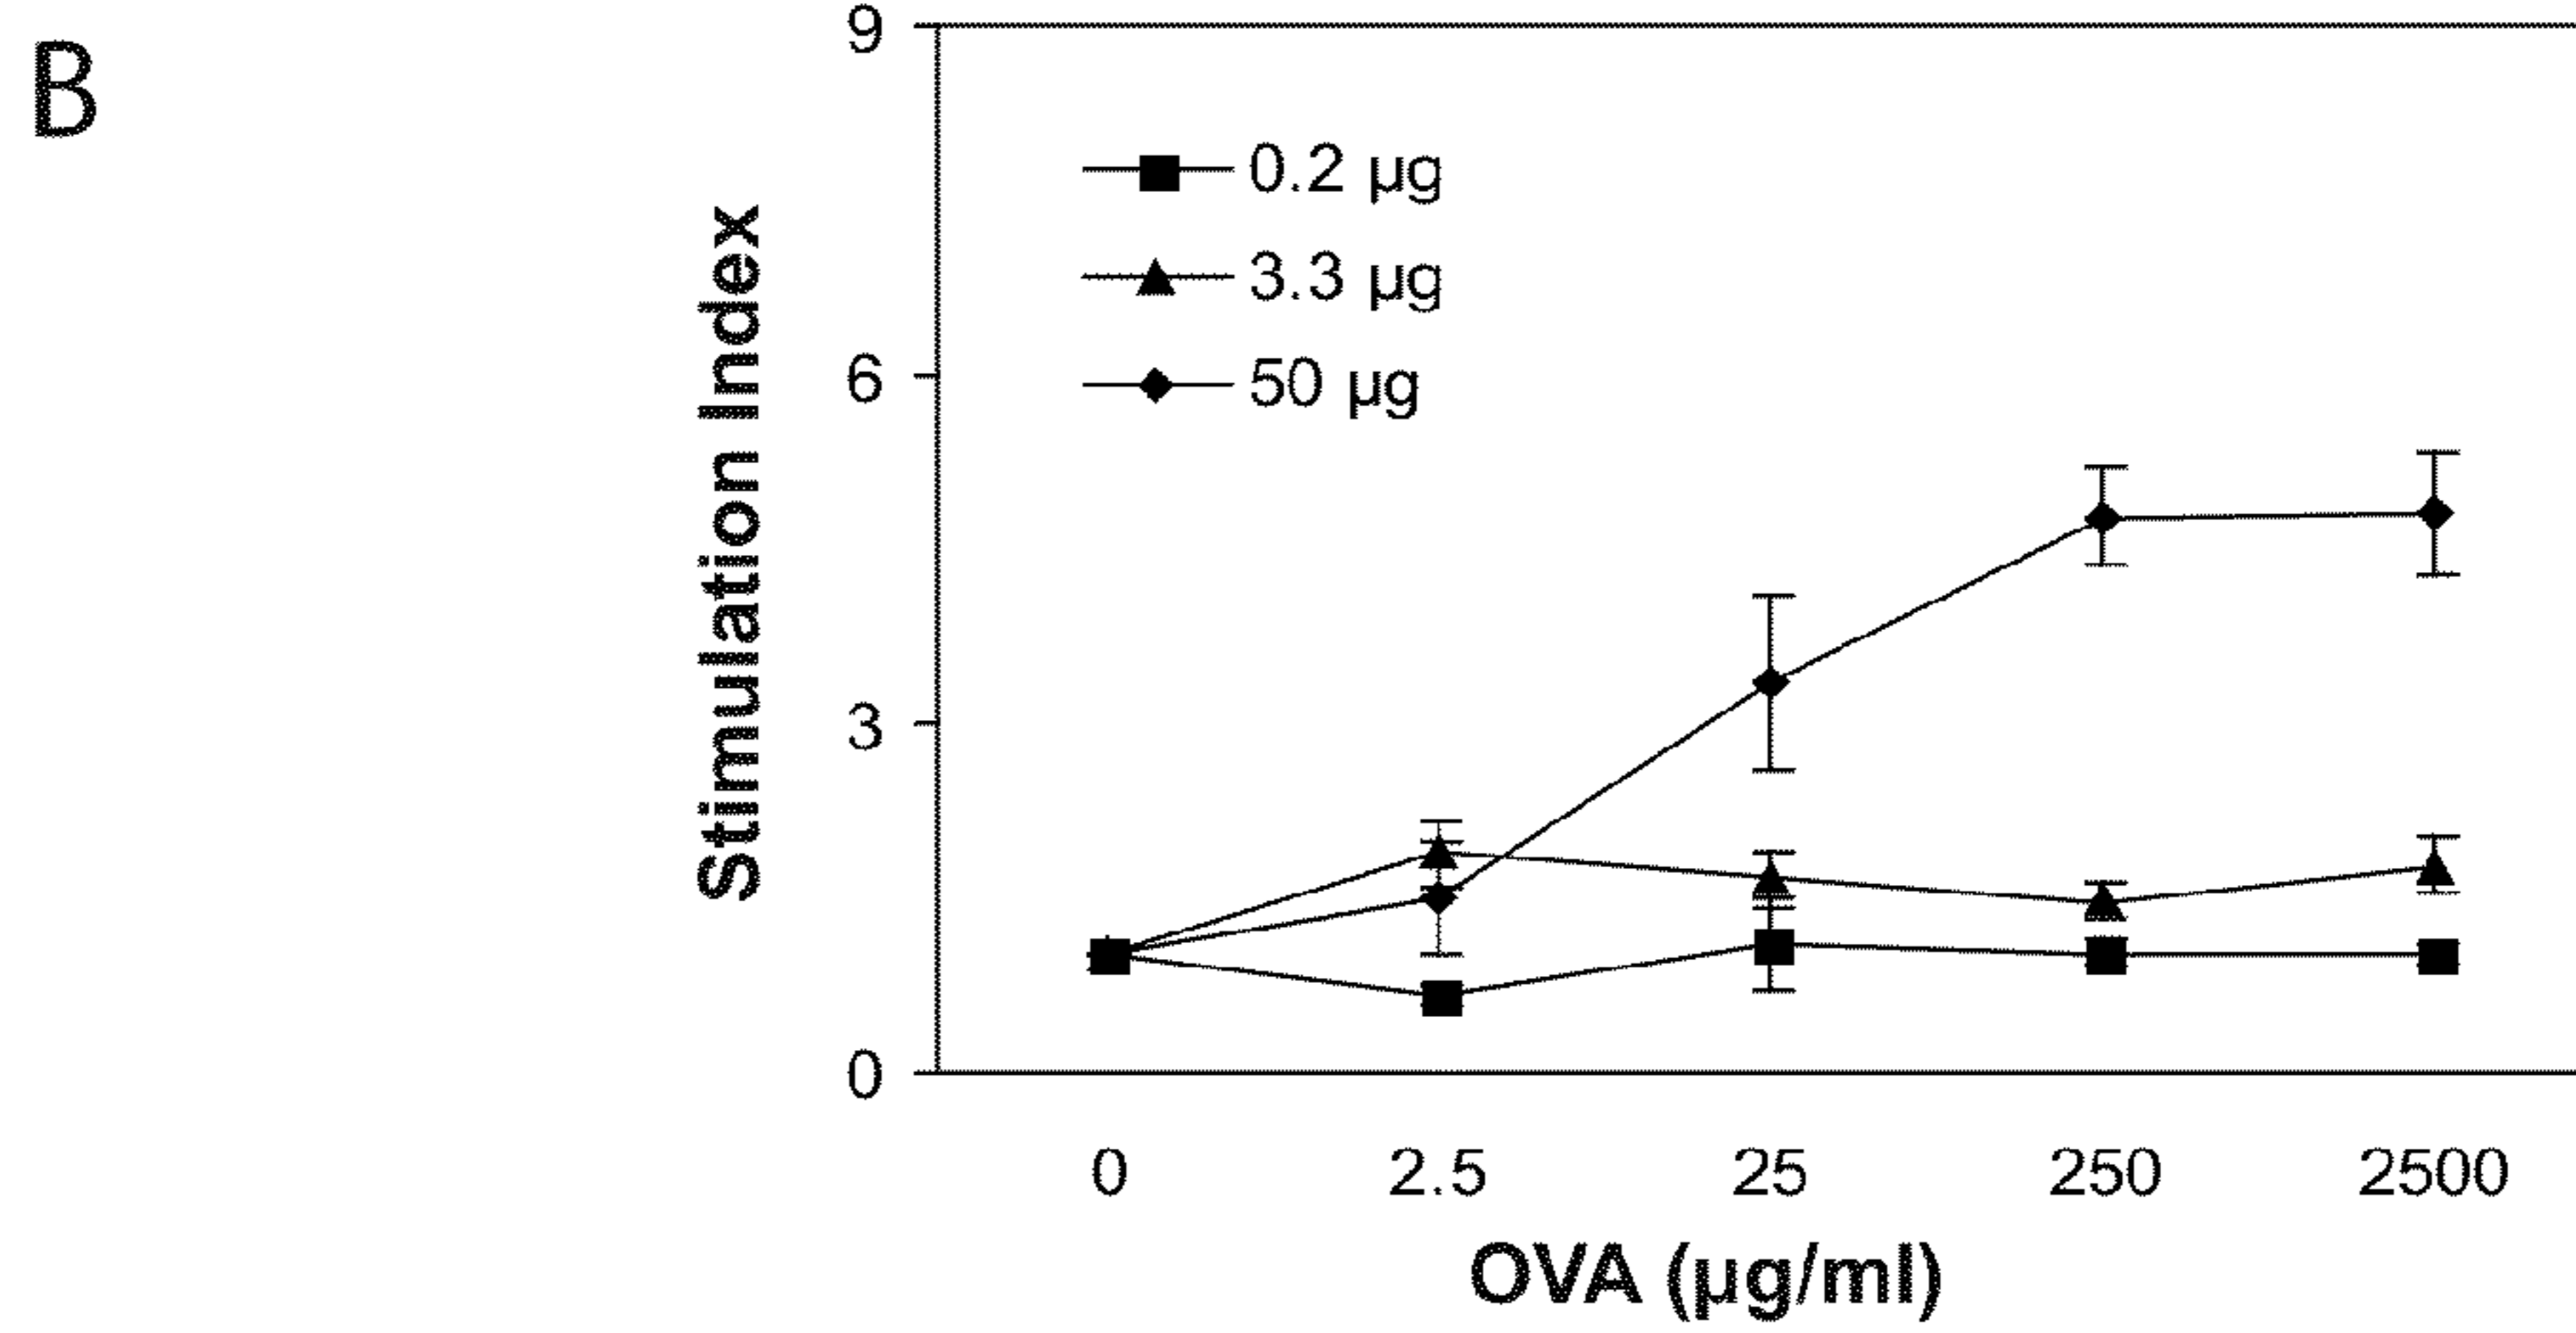 B
Stimulation Index
9
6
3
0
0.2 µg
3.3 µg
50 µg
0 2.5 25 250 2500
OVA (µg/ml)